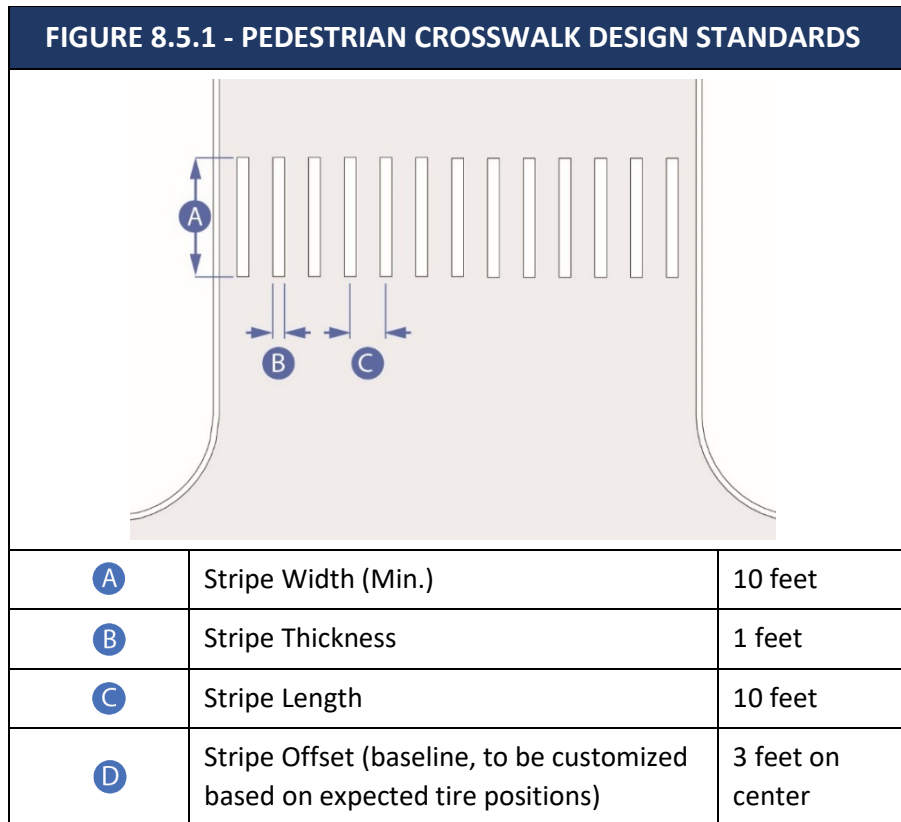 FIGURE 8.5.1 - PEDESTRIAN CROSSWALK DESIGN STANDARDS
A
B
C
A Stripe Width (Min.) 10 feet
B Stripe Thickness 1 feet
C Stripe Length 10 feet
D Stripe Offset (baseline, to be customized based on expected tire positions) 3 feet on center